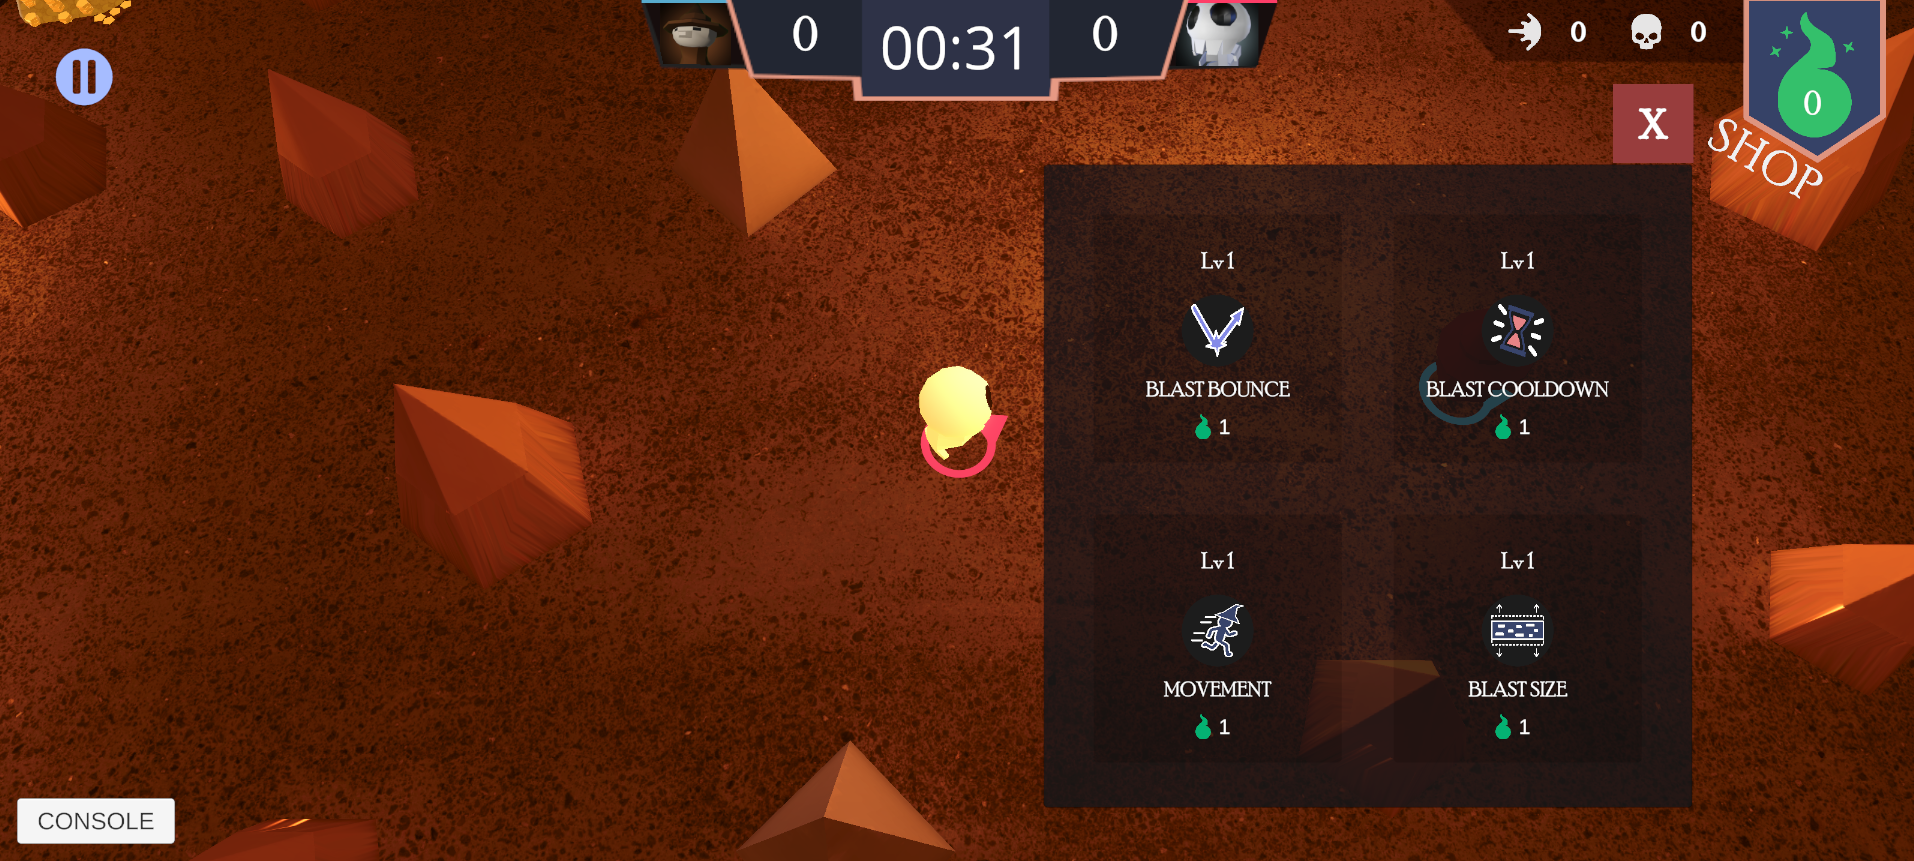 0
00:31
0
0
0
0
SHOP
X
Lv1
BLAST BOUNCE
1
Lv1
BLAST COOLDOWN
1
Lv1
MOVEMENT
1
Lv1
BLAST SIZE
1
CONSOLE